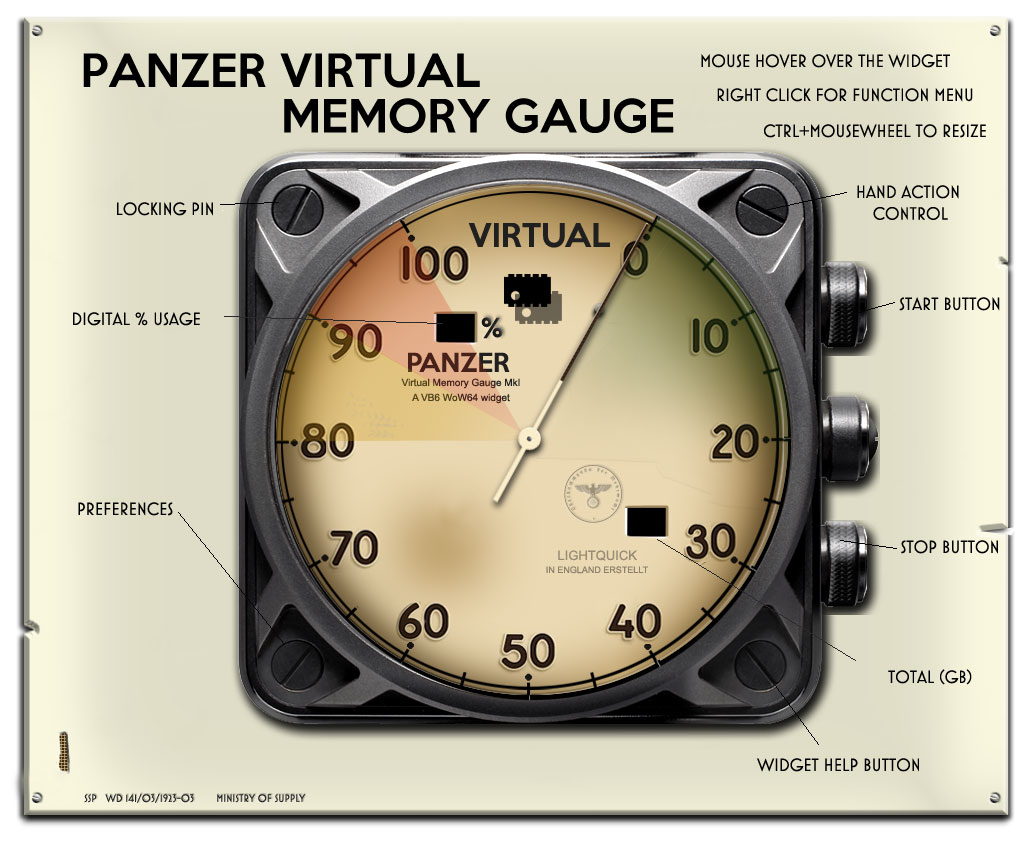 PANZER VIRTUAL
MEMORY GAUGE
MOUSE HOVER OVER THE WIDGET
RIGHT CLICK FOR FUNCTION MENU
CTRL+MOUSEWHEEL TO RESIZE
LOCKING PIN
HAND ACTION
CONTROL
VIRTUAL
100
0
START BUTTON
DIGITAL % USAGE
%
90
10
PANZER
Virtual Memory Gauge MkI
A VB6 WoW64 widget
80
20
PREFERENCES
70
30
STOP BUTTON
LIGHTQUICK
IN ENGLAND ERSTELLT
60
40
50
TOTAL (GB)
WIDGET HELP BUTTON
SSP WD 141/03/1923-03 MINISTRY OF SUPPLY